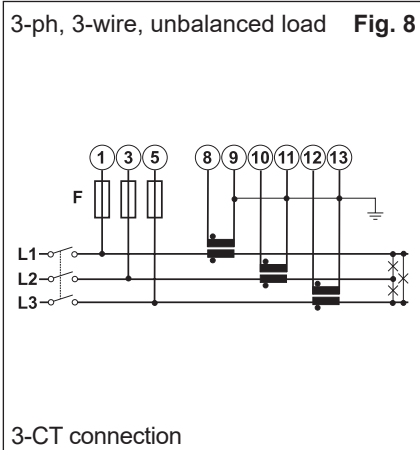 3-ph, 3-wire, unbalanced load Fig. 8
1 3 5 8 9 10 11 12 13
F
L1
L2
L3
3-CT connection